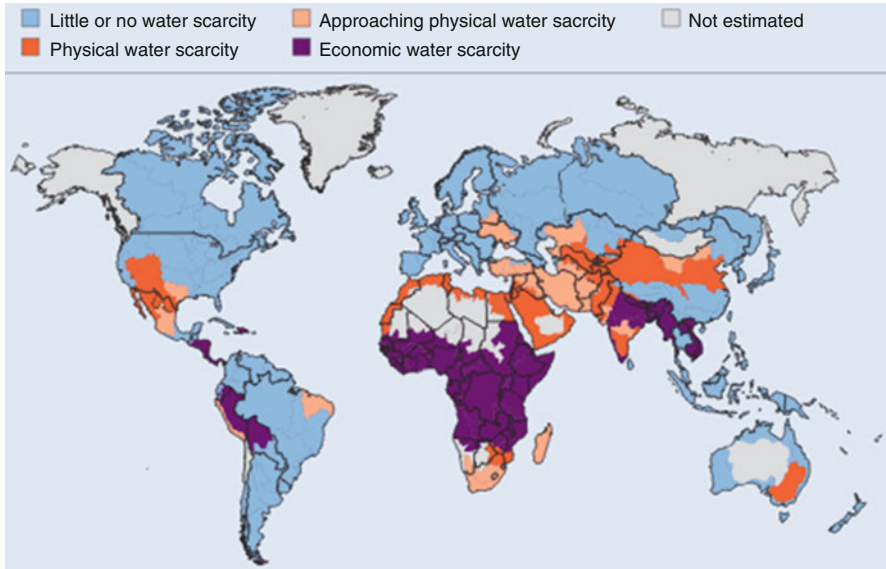 Little or no water scarcity
Approaching physical water sacrcity
Not estimated
Physical water scarcity
Economic water scarcity